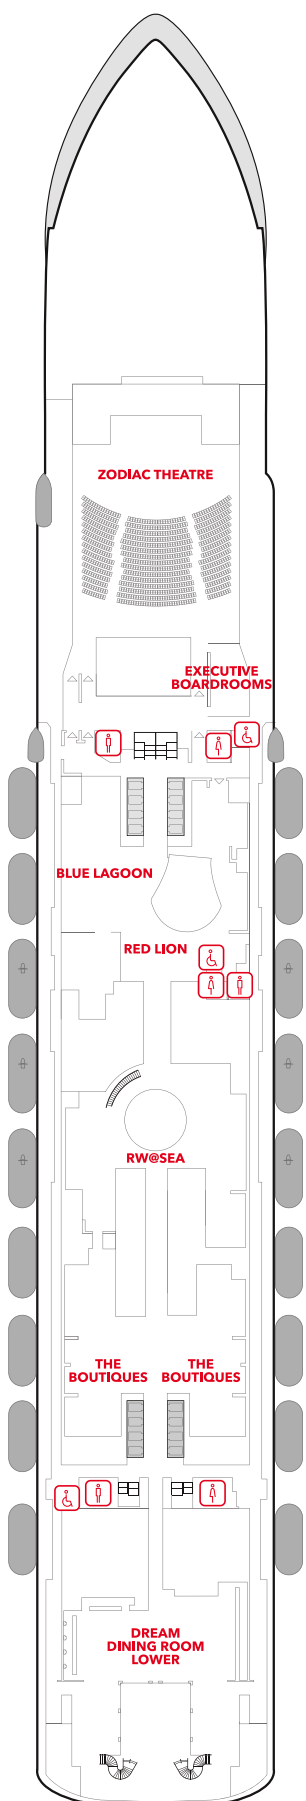 ZODIAC THEATRE
EXECUTIVE
BOARDROOMS
BLUE LAGOON
RED LION
RW@SEA
THE
BOUTIQUES
THE
BOUTIQUES
DREAM
DINING ROOM
LOWER